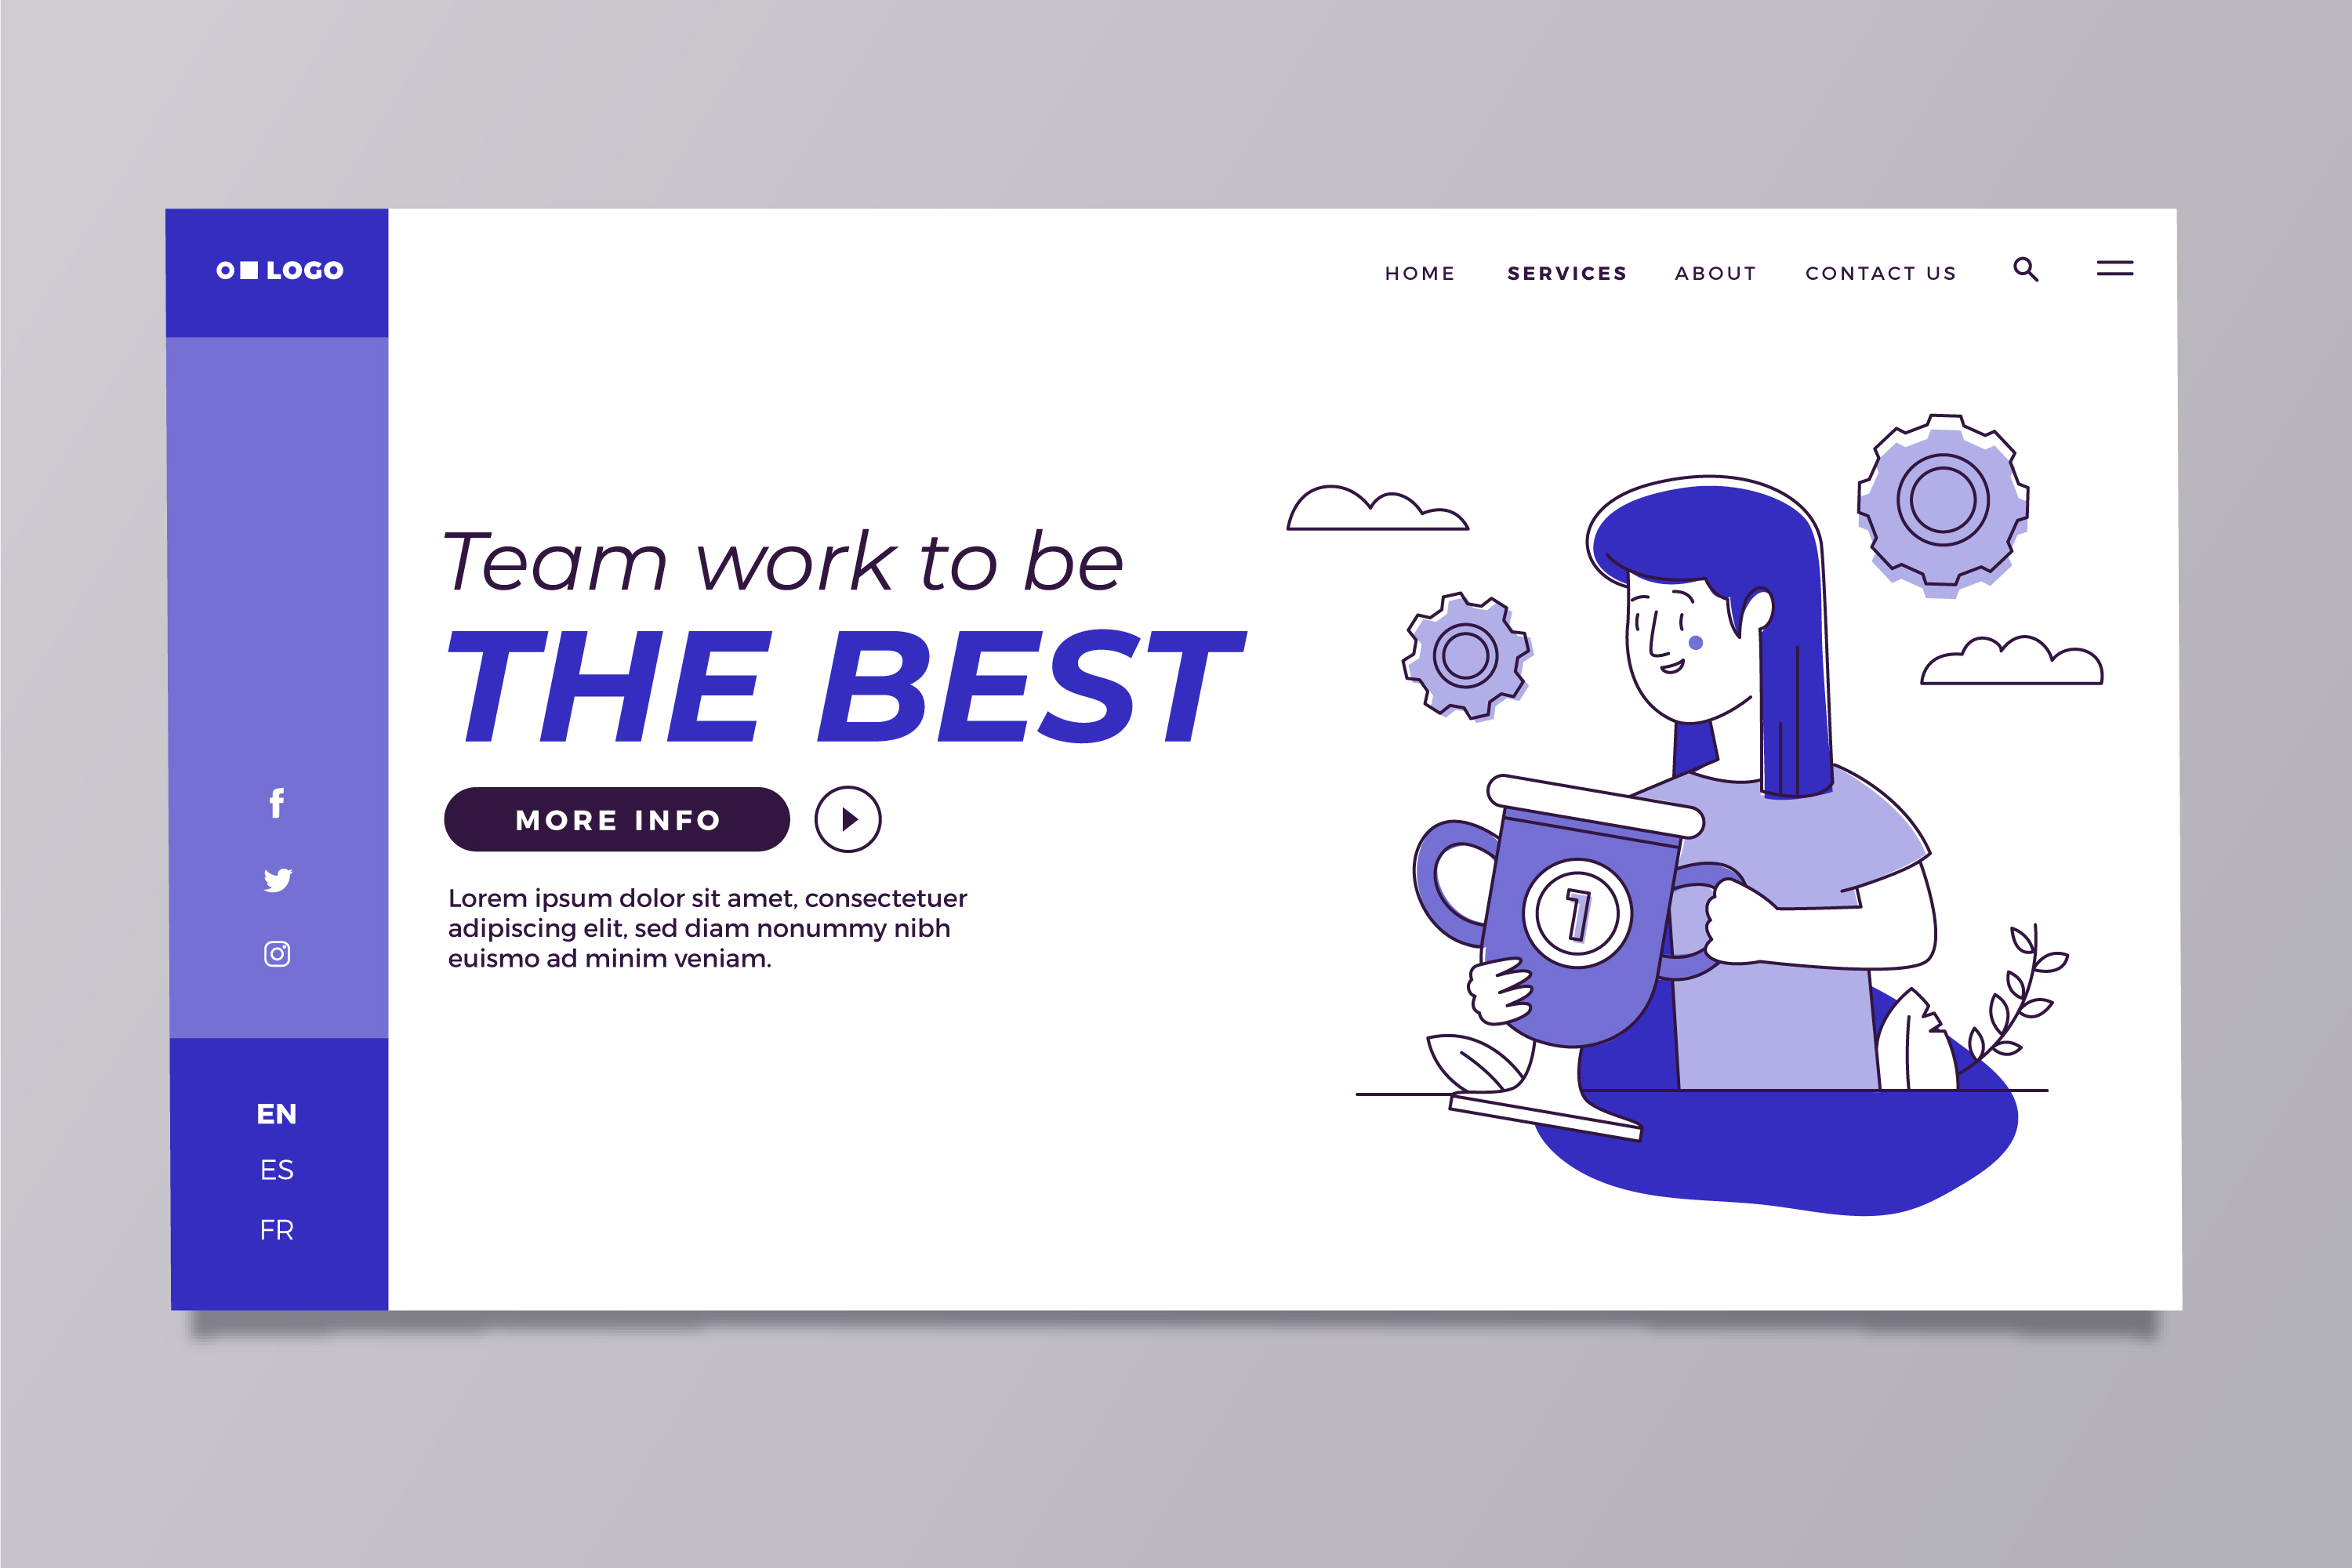 LOGO
HOME SERVICES ABOUT CONTACT US
Team work to be
THE BEST
MORE INFO
Lorem ipsum dolor sit amet, consectetuer
adipiscing elit, sed diam nonummy nibh
euismo ad minim veniam.
1
EN
ES
FR